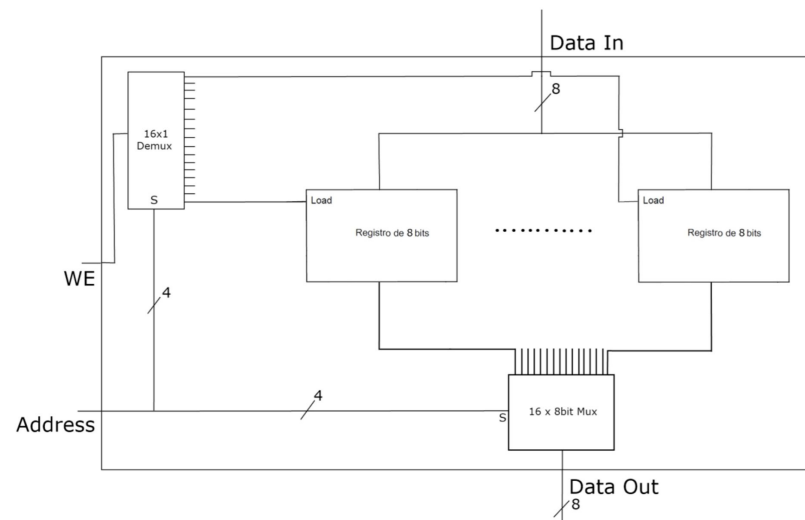 Data In
8
16x1
Demux
S
Load
Registro de 8 bits
Load
Registro de 8 bits
WE
4
4
Address
S
16 x 8bit Mux
Data Out
8